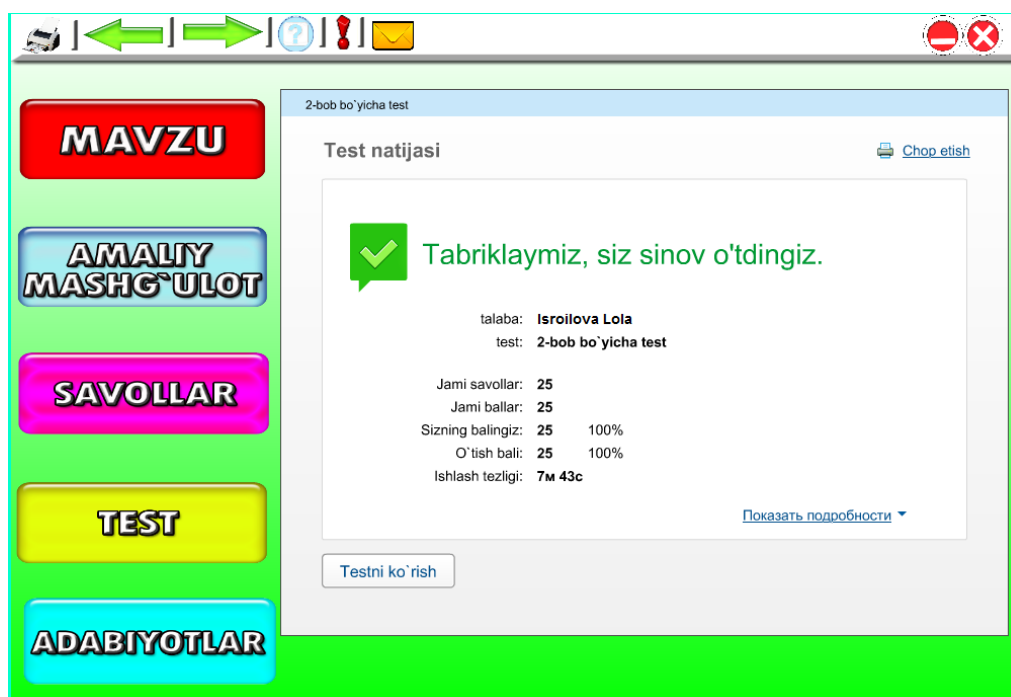 MAVZU
AMALIY
MASHG`ULOT
SAVOLLAR
TEST
ADABIYOTLAR
2-bob bo`yicha test
Test natijasi
Chop etish
Tabriklaymiz, siz sinov o'tdingiz.
talaba: Isroilova Lola
test: 2-bob bo`yicha test
Jami savollar: 25
Jami ballar: 25
Sizning balingiz: 25 100%
O`tish bali: 25 100%
Ishlash tezligi: 7м 43с
Показать подробности
Testni ko`rish